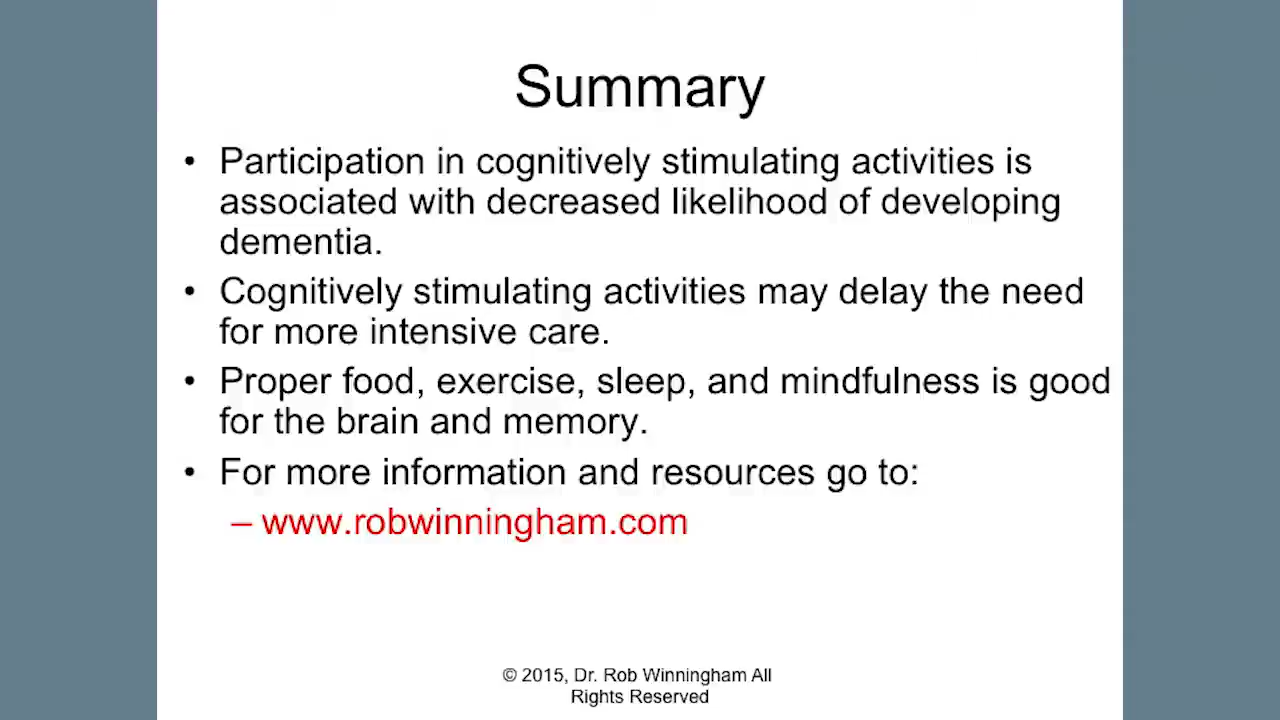 Summary
• Participation in cognitively stimulating activities is
associated with decreased likelihood of developing
dementia.
• Cognitively stimulating activities may delay the need
for more intensive care.
• Proper food, exercise, sleep, and mindfulness is good
for the brain and memory.
• For more information and resources go to:
– www.robwinningham.com
© 2015, Dr. Rob Winningham All
Rights Reserved